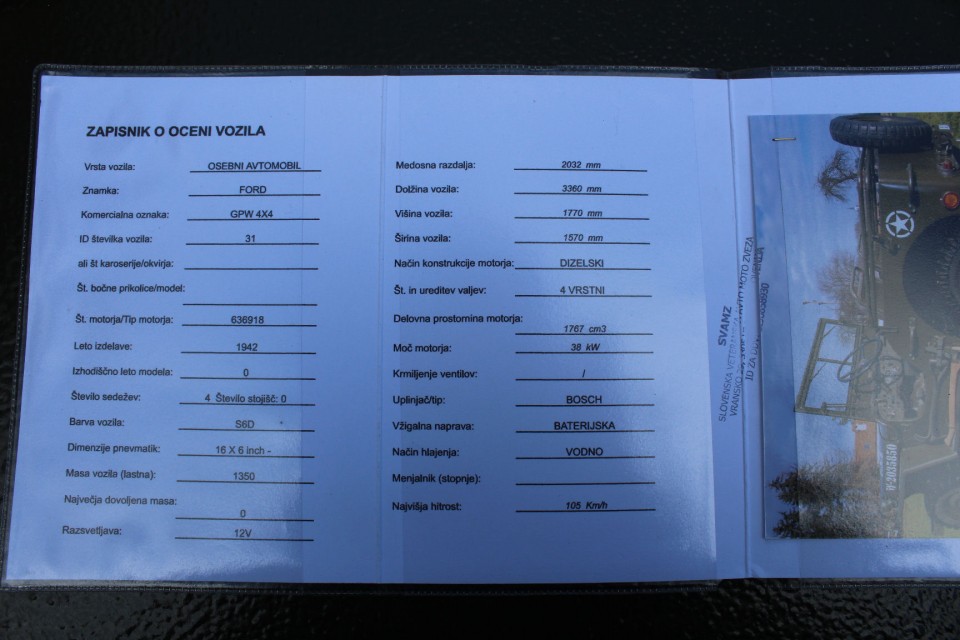 ZAPISNIK O OCENI VOZILA
Vrsta vozila: OSEBNI AVTOMOBIL
Znamka: FORD
Komercialna oznaka: GPW 4X4
ID številka vozila: 31
ali št karoserije/okvirja:
Št. bočne prikolice/model:
Št. motorja/Tip motorja: 636918
Leto izdelave: 1942
Izhodiščno leto modela: 0
Število sedežev: 4 Število stojišč: 0
Barva vozila: S6D
Dimenzije pnevmatik: 16 X 6 inch -
Masa vozila (lastna): 1350
Največja dovoljena masa: 0
Razsvetljava: 12V
Medosna razdalja: 2032 mm
Dolžina vozila: 3360 mm
Višina vozila: 1770 mm
Širina vozila: 1570 mm
Način konstrukcije motorja: DIZELSKI
Št. in ureditev valjev: 4 VRSTNI
Delovna prostornina motorja: 1767 cm3
Moč motorja: 38 kW
Krmiljenje ventilov: /
Uplinjač/tip: BOSCH
Vžigalna naprava: BATERIJSKA
Način hlajenja: VODNO
Menjalnik (stopnje):
Najvišja hitrost: 105 Km/h
SVAMZ
SLOVENSKA MOTO ZVEZA
VRANSKO
ID ZA